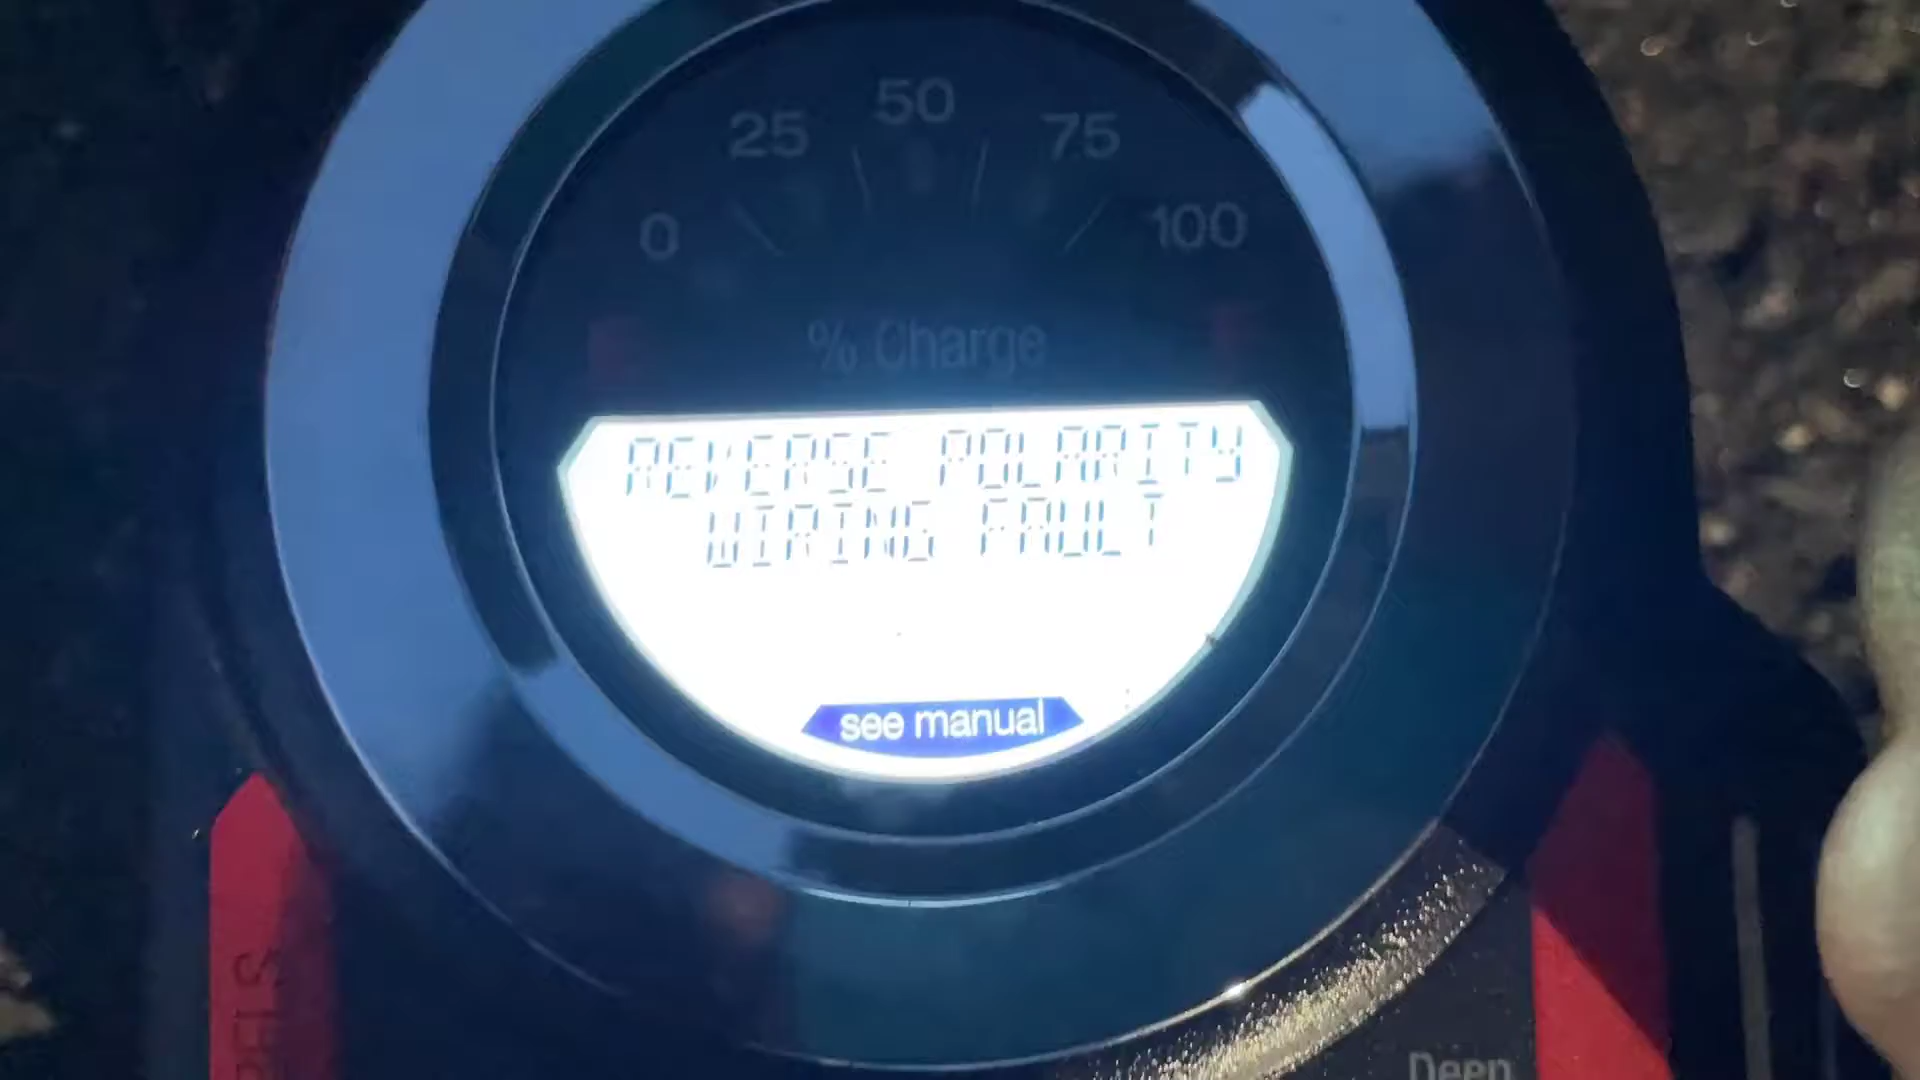 50
25 75
0 100
% Charge
REVERSE POLARITY
WIRING FAULT
see manual
Deep